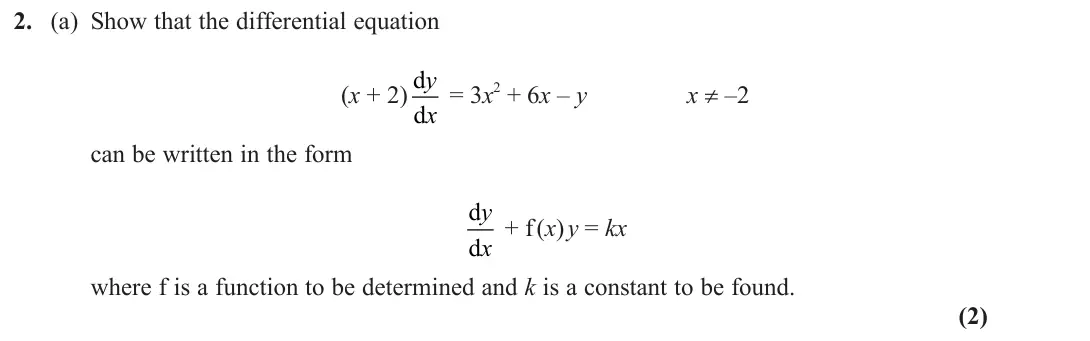 2. (a) Show that the differential equation
(x + 2) dy/dx = 3x² + 6x – y x ≠ –2
can be written in the form
dy/dx + f(x)y = kx
where f is a function to be determined and k is a constant to be found.
(2)